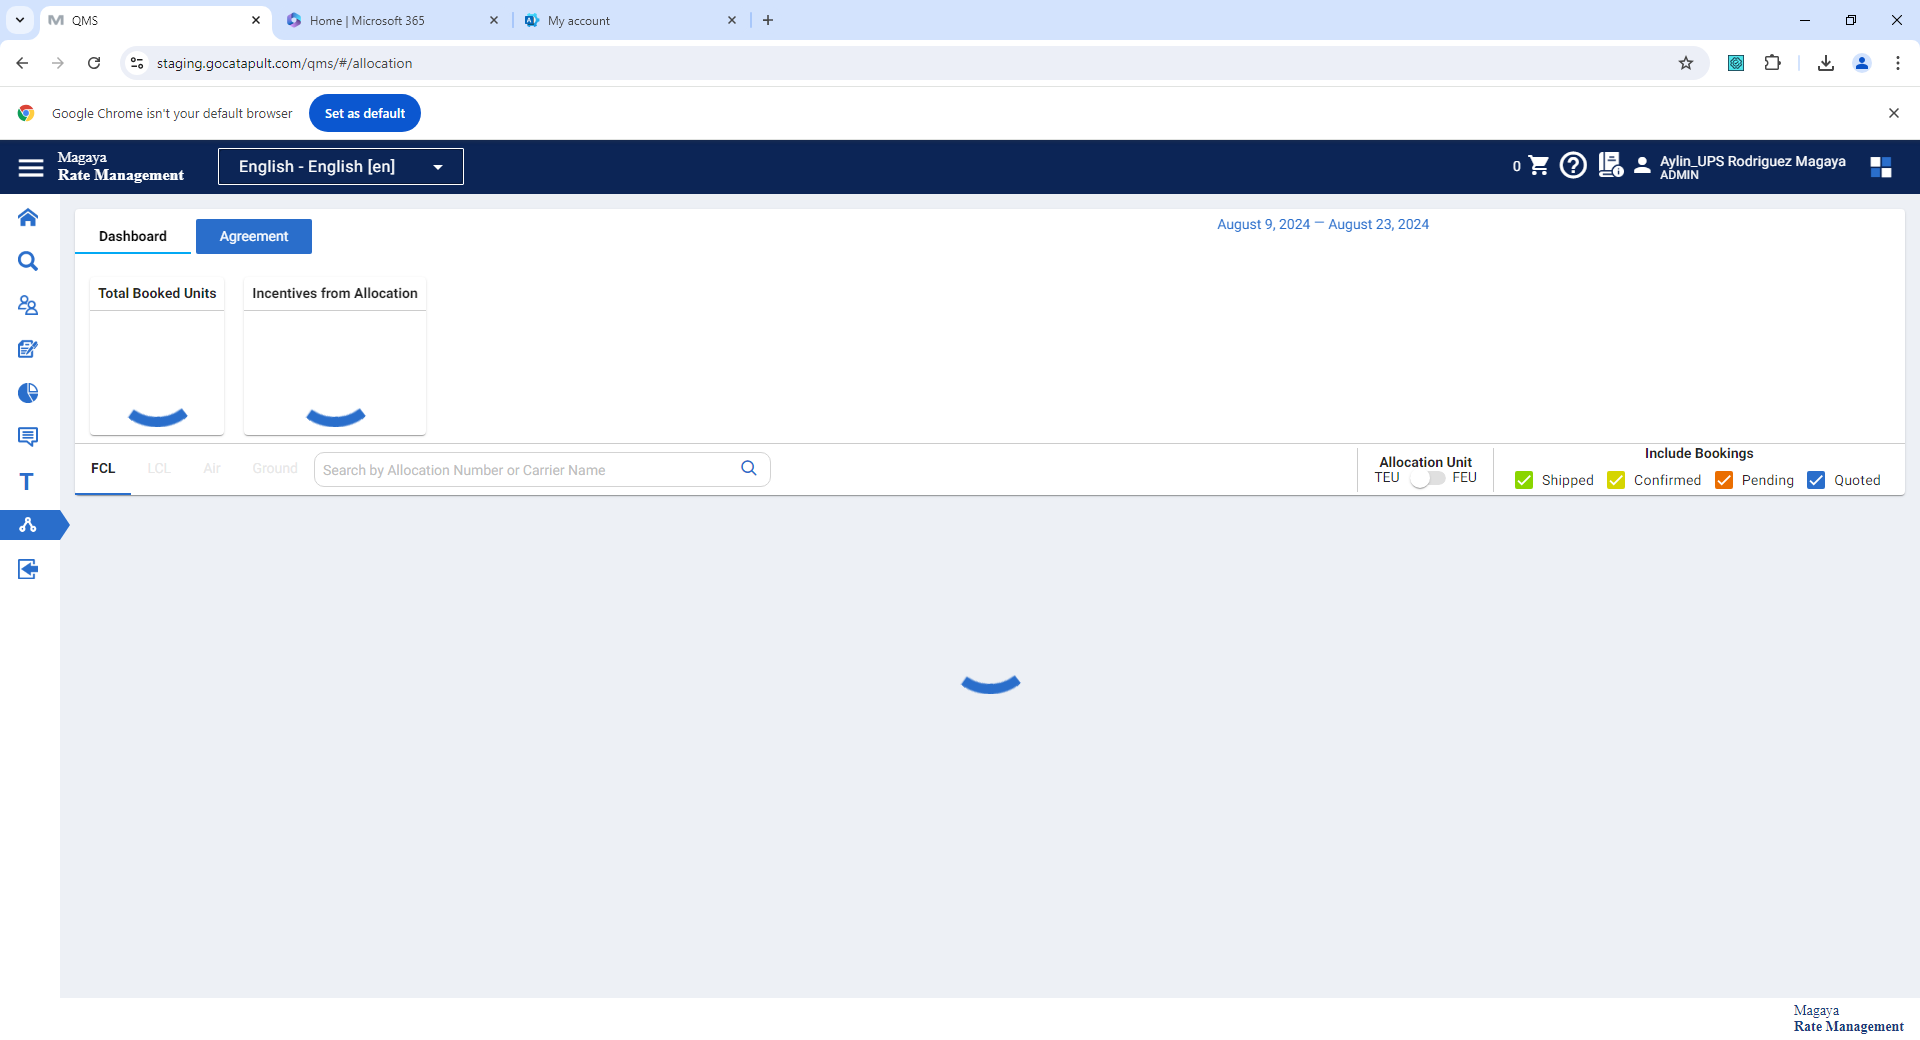 QMS
Home | Microsoft 365
My account
staging.gocatapult.com/qms/#/allocation
Google Chrome isn't your default browser
Set as default
Magaya
Rate Management
English - English [en]
0
Aylin_UPS Rodriguez Magaya
ADMIN
Dashboard
Agreement
August 9, 2024 — August 23, 2024
Total Booked Units
Incentives from Allocation
FCL
LCL
Air
Ground
Search by Allocation Number or Carrier Name
Allocation Unit
TEU
FEU
Include Bookings
Shipped
Confirmed
Pending
Quoted
T
Magaya
Rate Management